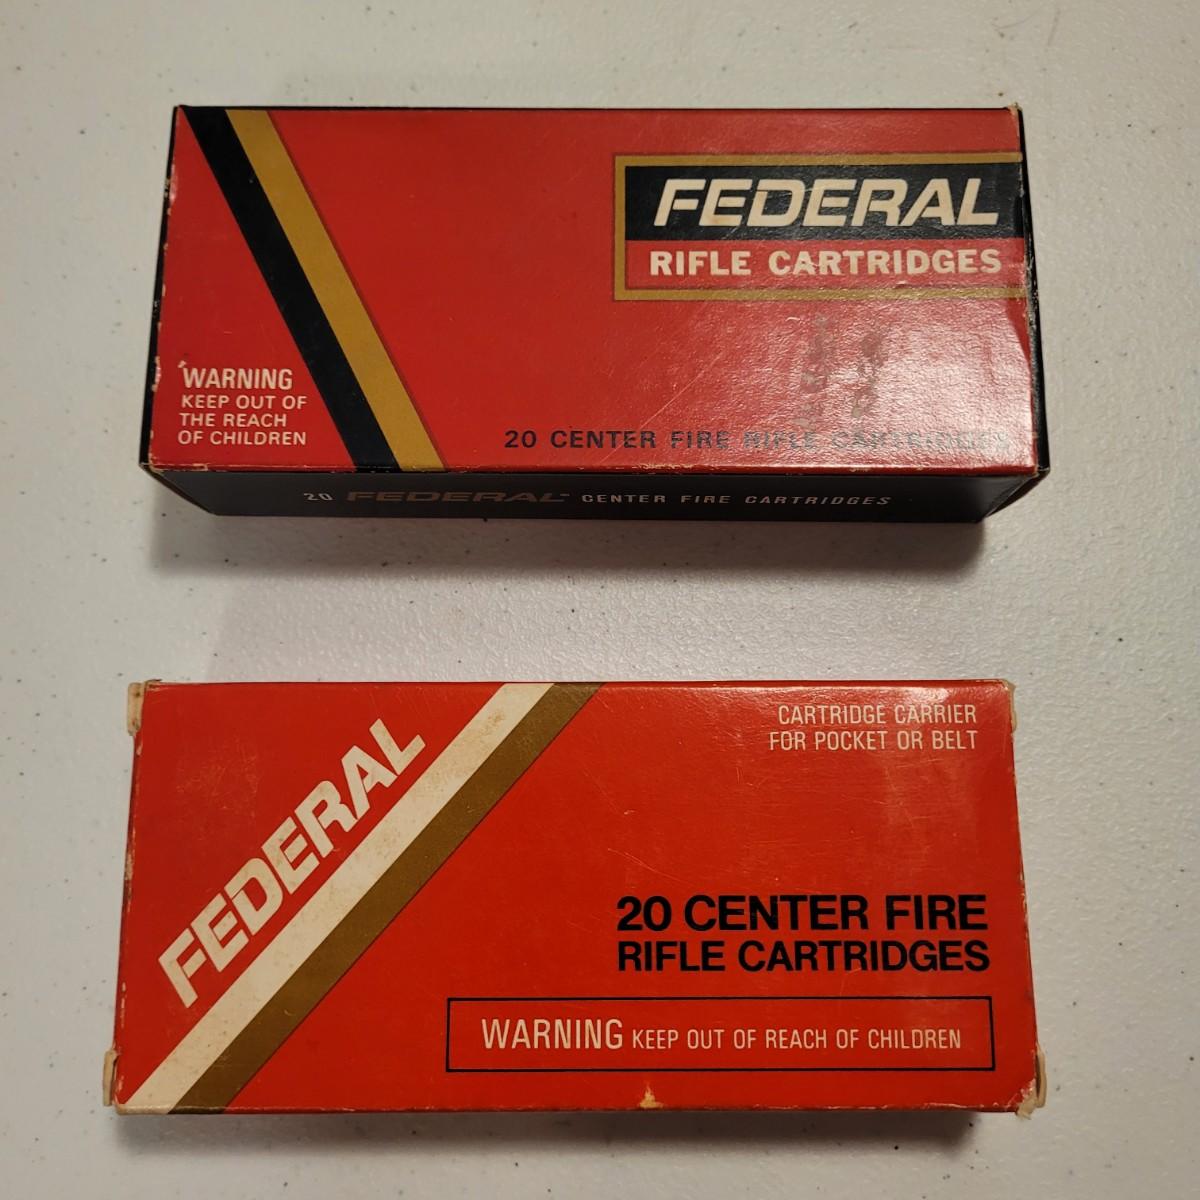 FEDERAL
RIFLE CARTRIDGES
WARNING
KEEP OUT OF
THE REACH
OF CHILDREN
20 CENTER FIRE RIFLE CARTRIDGES
20 FEDERAL CENTER FIRE CARTRIDGES
CARTRIDGE CARRIER
FOR POCKET OR BELT
FEDERAL
20 CENTER FIRE
RIFLE CARTRIDGES
WARNING KEEP OUT OF REACH OF CHILDREN